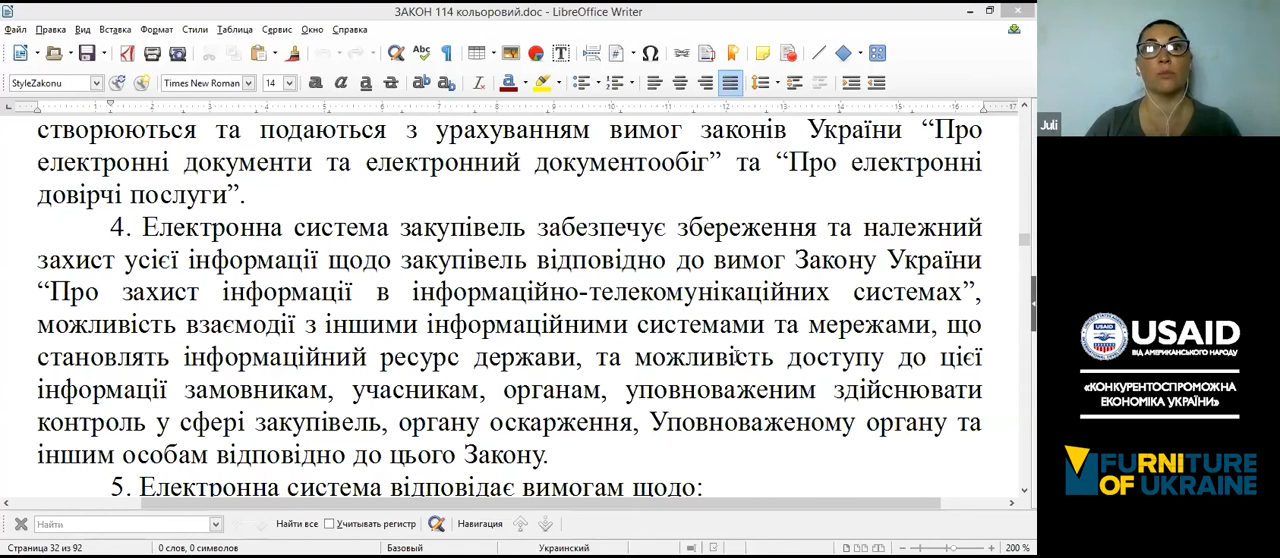 ЗАКОН 114 кольоровий.doc - LibreOffice Writer
Файл Правка Вид Вставка Формат Стили Таблица Сервис Окно Справка
StyleZakonu Times New Roman 14
створюються та подаються з урахуванням вимог законів України “Про
електронні документи та електронний документообіг” та “Про електронні
довірчі послуги”.
4. Електронна система закупівель забезпечує збереження та належний
захист усієї інформації щодо закупівель відповідно до вимог Закону України
“Про захист інформації в інформаційно-телекомунікаційних системах”,
можливість взаємодії з іншими інформаційними системами та мережами, що
становлять інформаційний ресурс держави, та можливість доступу до цієї
інформації замовникам, учасникам, органам, уповноваженим здійснювати
контроль у сфері закупівель, органу оскарження, Уповноваженому органу та
іншим особам відповідно до цього Закону.
5. Електронна система відповідає вимогам щодо:
Найти Найти все Учитывать регистр Навигация
Страница 32 из 92 0 слов, 0 символов Базовый Украинский 200 %
Juli
USAID
ВІД АМЕРИКАНСЬКОГО НАРОДУ
«КОНКУРЕНТОСПРОМОЖНА
ЕКОНОМІКА УКРАЇНИ»
FURNITURE
OF UKRAINE